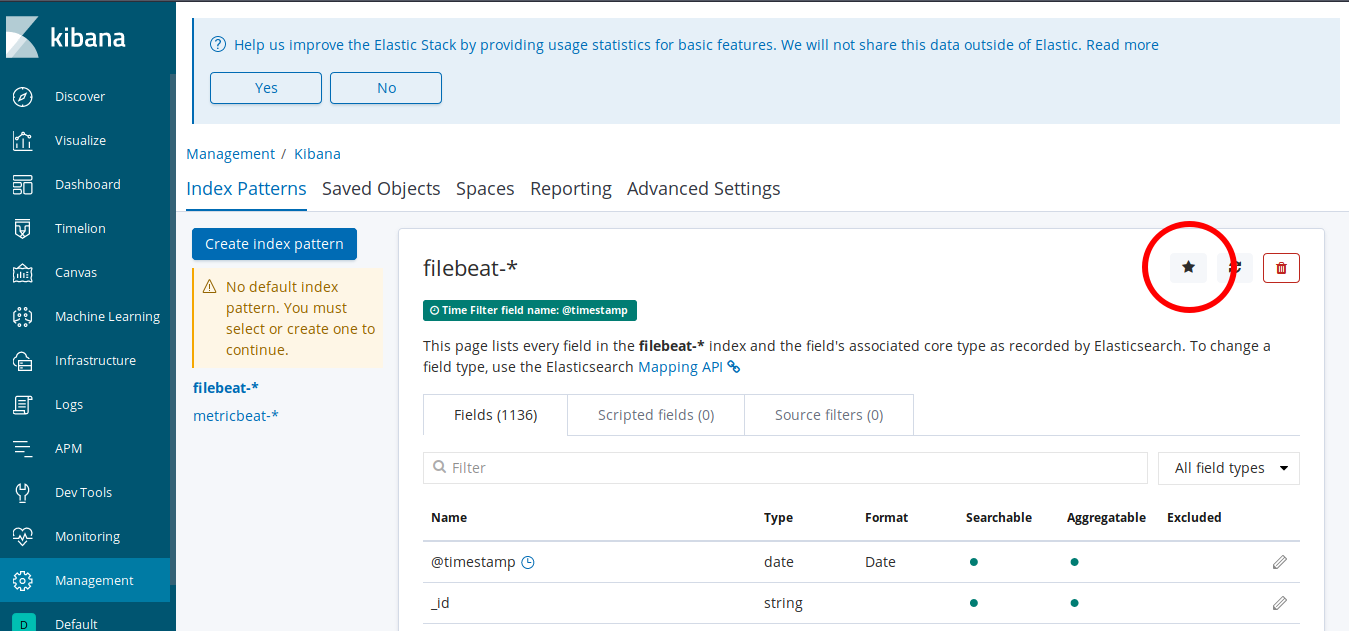 kibana
Discover
Visualize
Dashboard
Timelion
Canvas
Machine Learning
Infrastructure
Logs
APM
Dev Tools
Monitoring
Management
D Default
Help us improve the Elastic Stack by providing usage statistics for basic features. We will not share this data outside of Elastic. Read more
Yes No
Management / Kibana
Index Patterns Saved Objects Spaces Reporting Advanced Settings
Create index pattern
No default index
pattern. You must
select or create one to
continue.
filebeat-*
metricbeat-*
filebeat-*
Time Filter field name: @timestamp
This page lists every field in the filebeat-* index and the field's associated core type as recorded by Elasticsearch. To change a
field type, use the Elasticsearch Mapping API
Fields (1136) Scripted fields (0) Source filters (0)
Filter All field types
Name Type Format Searchable Aggregatable Excluded
@timestamp date Date
_id string